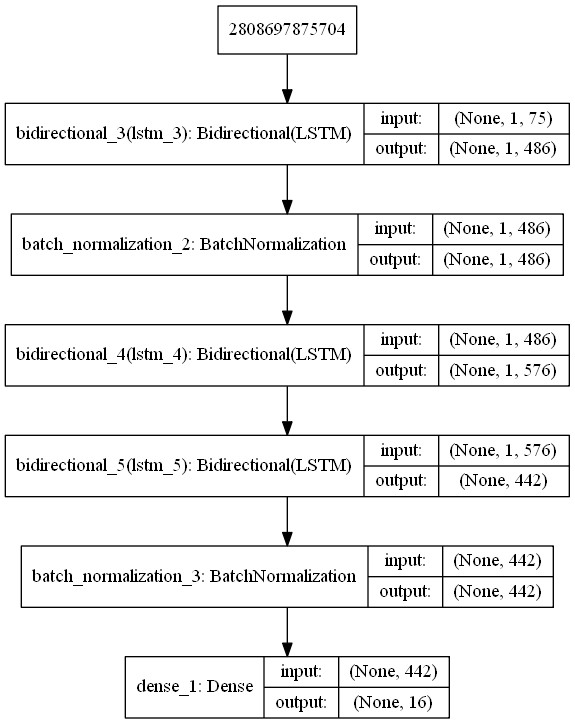 2808697875704
bidirectional_3(lstm_3): Bidirectional(LSTM)
input: (None, 1, 75)
output: (None, 1, 486)
batch_normalization_2: BatchNormalization
input: (None, 1, 486)
output: (None, 1, 486)
bidirectional_4(lstm_4): Bidirectional(LSTM)
input: (None, 1, 486)
output: (None, 1, 576)
bidirectional_5(lstm_5): Bidirectional(LSTM)
input: (None, 1, 576)
output: (None, 442)
batch_normalization_3: BatchNormalization
input: (None, 442)
output: (None, 442)
dense_1: Dense
input: (None, 442)
output: (None, 16)